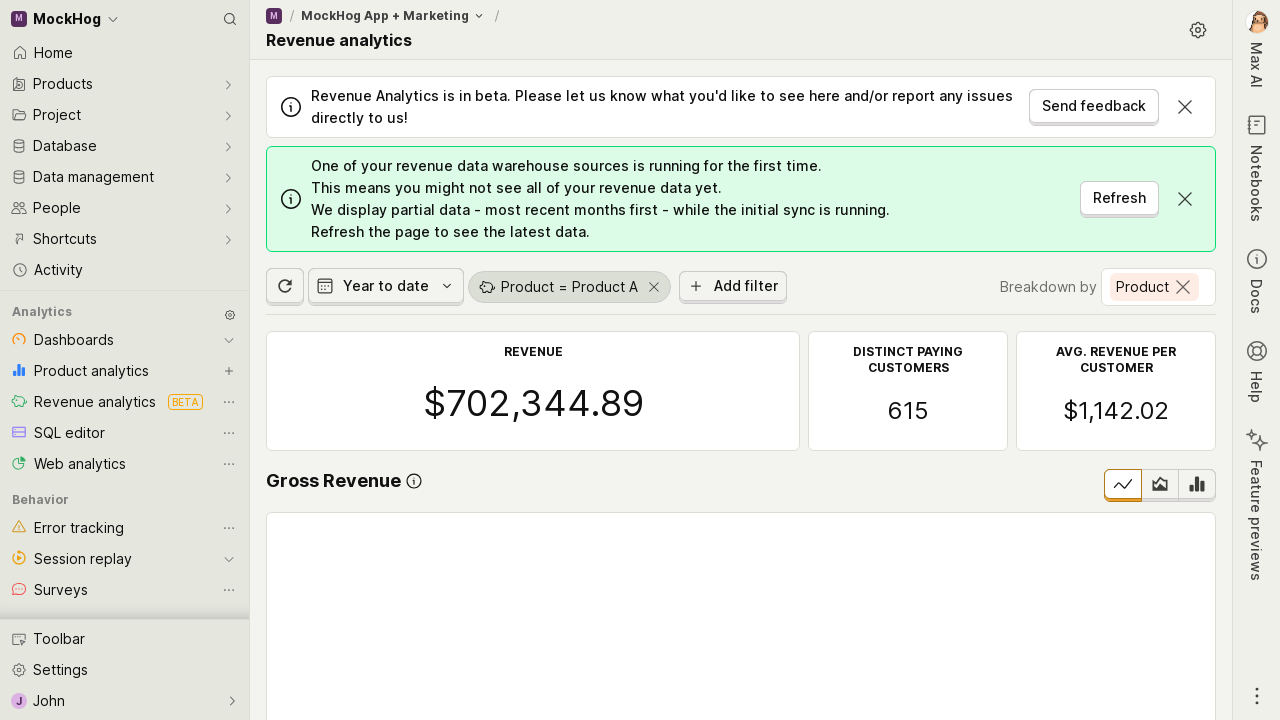 M MockHog
Home
Products
Project
Database
Data management
People
Shortcuts
Activity
Analytics
Dashboards
Product analytics
Revenue analytics BETA
SQL editor
Web analytics
Behavior
Error tracking
Session replay
Surveys
Toolbar
Settings
J John
M / MockHog App + Marketing /
Revenue analytics
Revenue Analytics is in beta. Please let us know what you'd like to see here and/or report any issues
directly to us!
Send feedback
One of your revenue data warehouse sources is running for the first time.
This means you might not see all of your revenue data yet.
We display partial data - most recent months first - while the initial sync is running.
Refresh the page to see the latest data.
Refresh
Year to date
Product = Product A
Add filter
Breakdown by Product
REVENUE
$702,344.89
DISTINCT PAYING
CUSTOMERS
615
AVG. REVENUE PER
CUSTOMER
$1,142.02
Gross Revenue
Max AI
Notebooks
Docs
Help
Feature previews